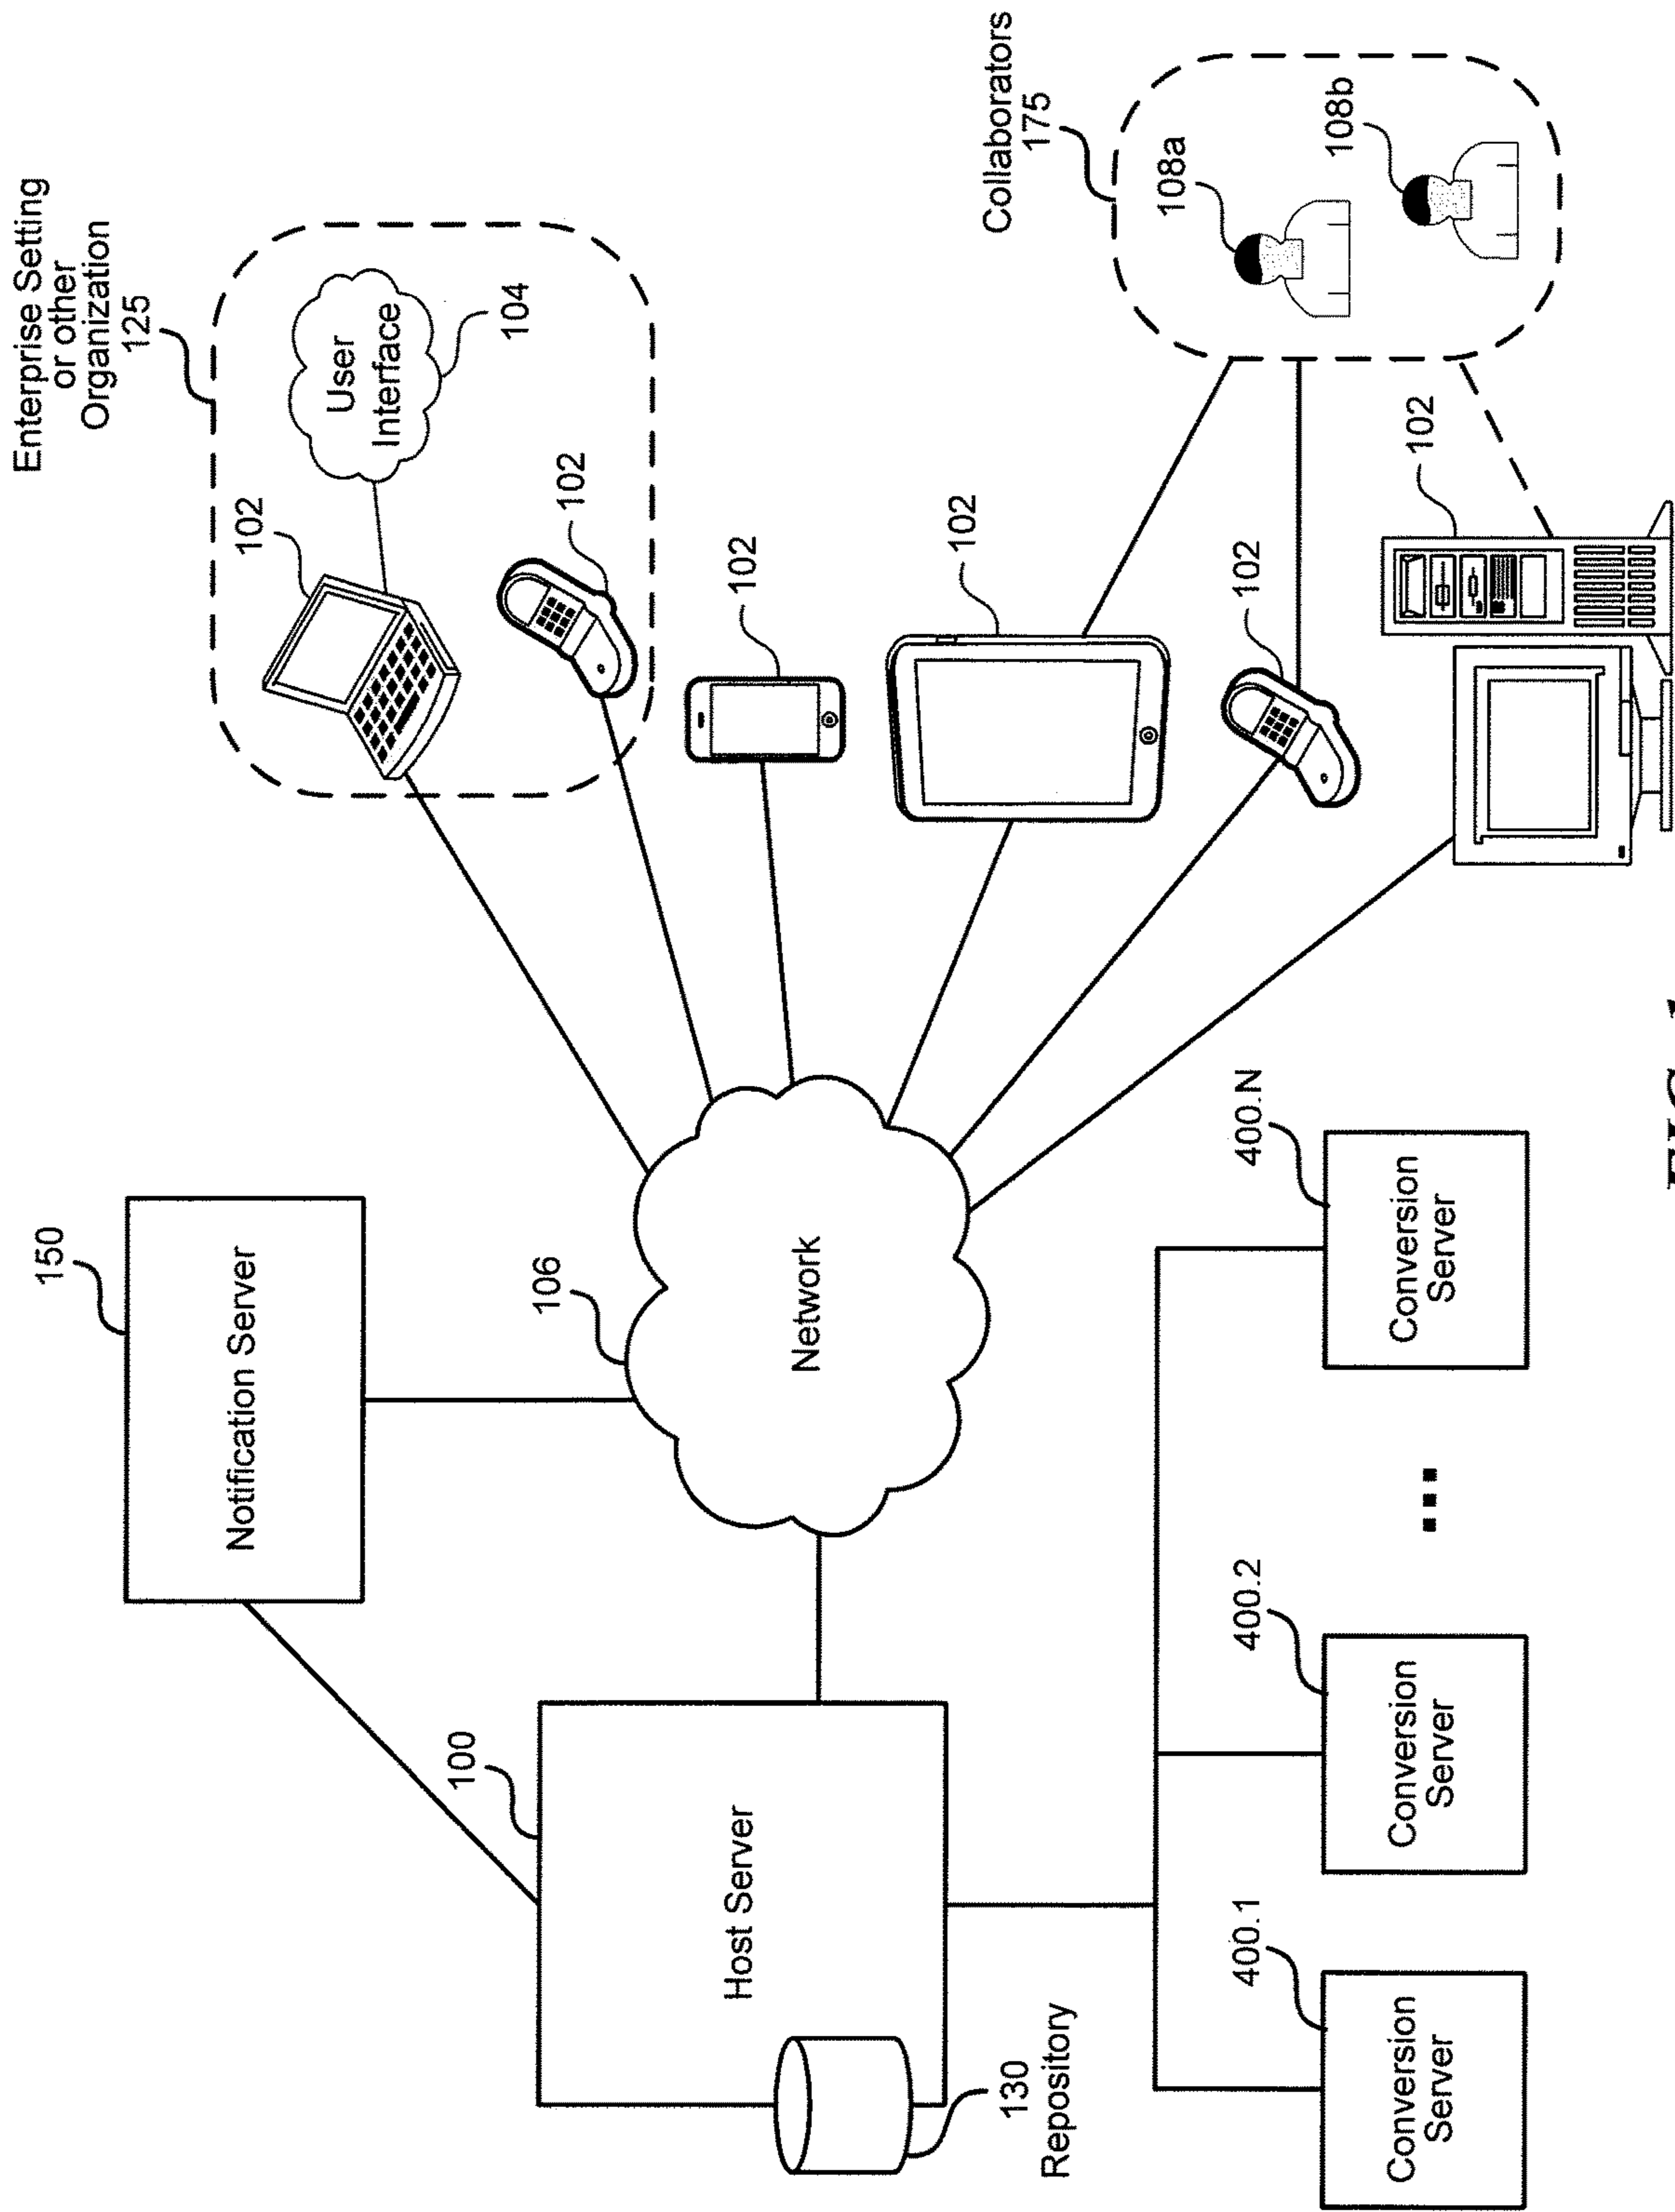 Enterprise Setting
or other
Organization
125
150
Notification Server
102
User
Interface
104
102
106
Network
102
100
Host Server
102
Collaborators
175
108a
108b
130
Repository
102
102
400.1
Conversion
Server
400.2
Conversion
Server
400.N
Conversion
Server